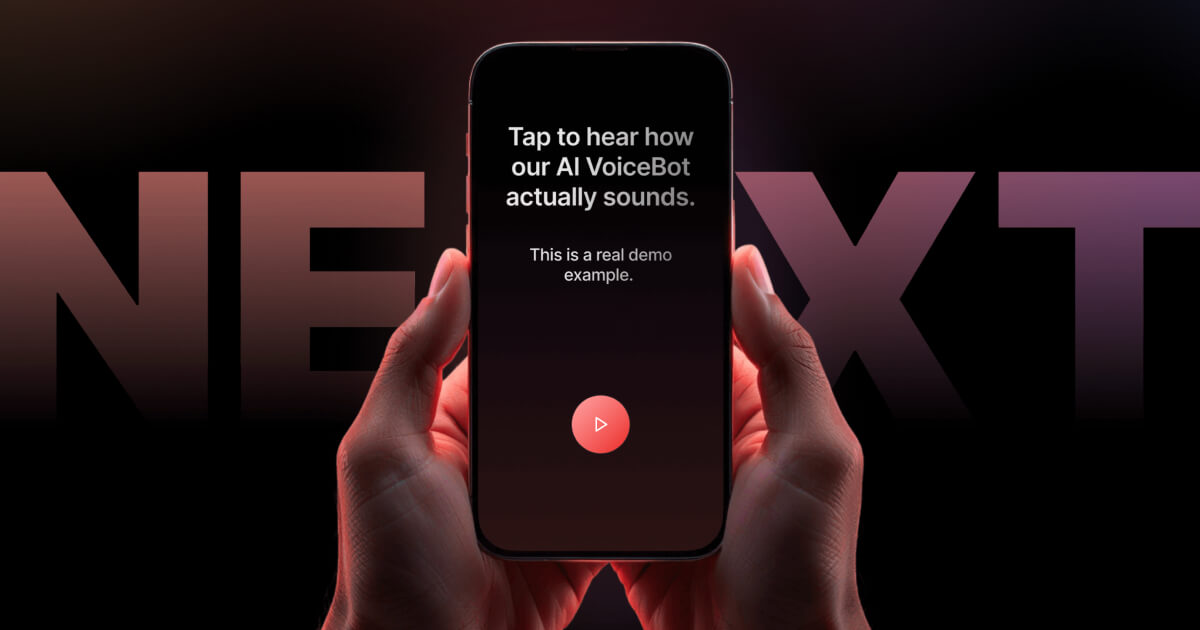 NEXT
Tap to hear how
our AI VoiceBot
actually sounds.
This is a real demo
example.